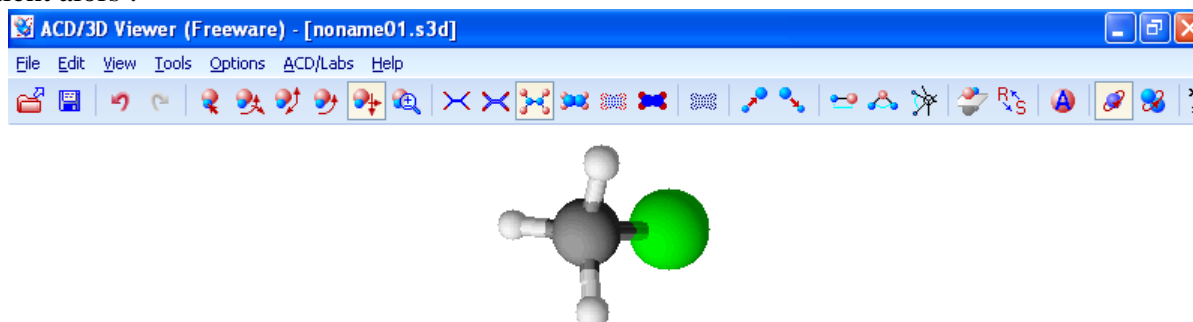 ACD/3D Viewer (Freeware) - [noname01.s3d]
File Edit View Tools Options ACD/Labs Help
R S A